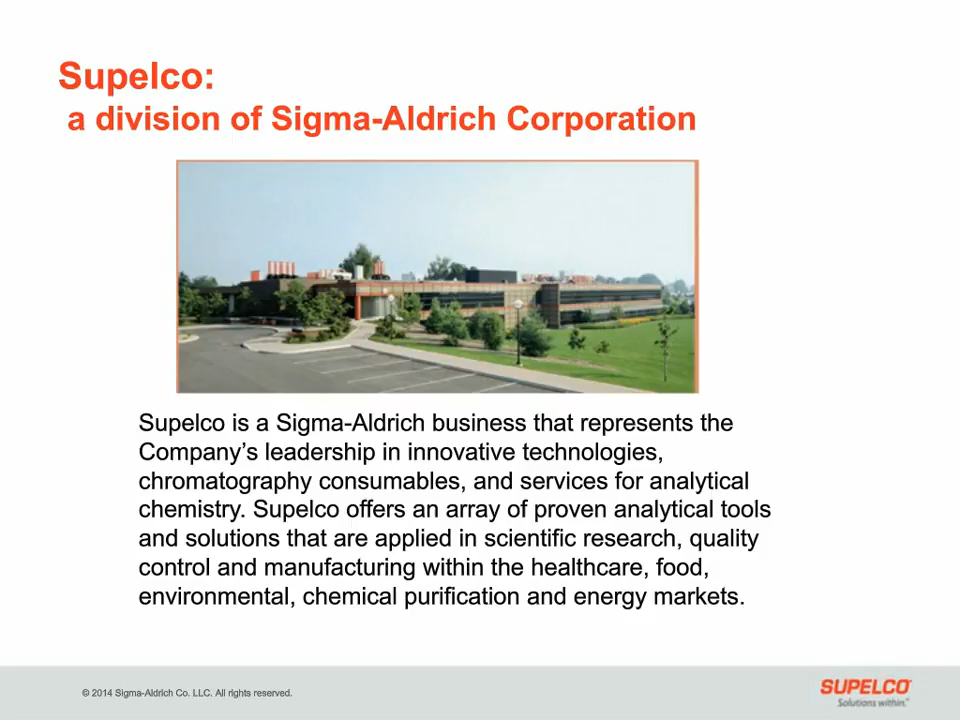 Supelco:
a division of Sigma-Aldrich Corporation
Supelco is a Sigma-Aldrich business that represents the
Company’s leadership in innovative technologies,
chromatography consumables, and services for analytical
chemistry. Supelco offers an array of proven analytical tools
and solutions that are applied in scientific research, quality
control and manufacturing within the healthcare, food,
environmental, chemical purification and energy markets.
© 2014 Sigma-Aldrich Co. LLC. All rights reserved.
SUPELCO
Solutions within.™